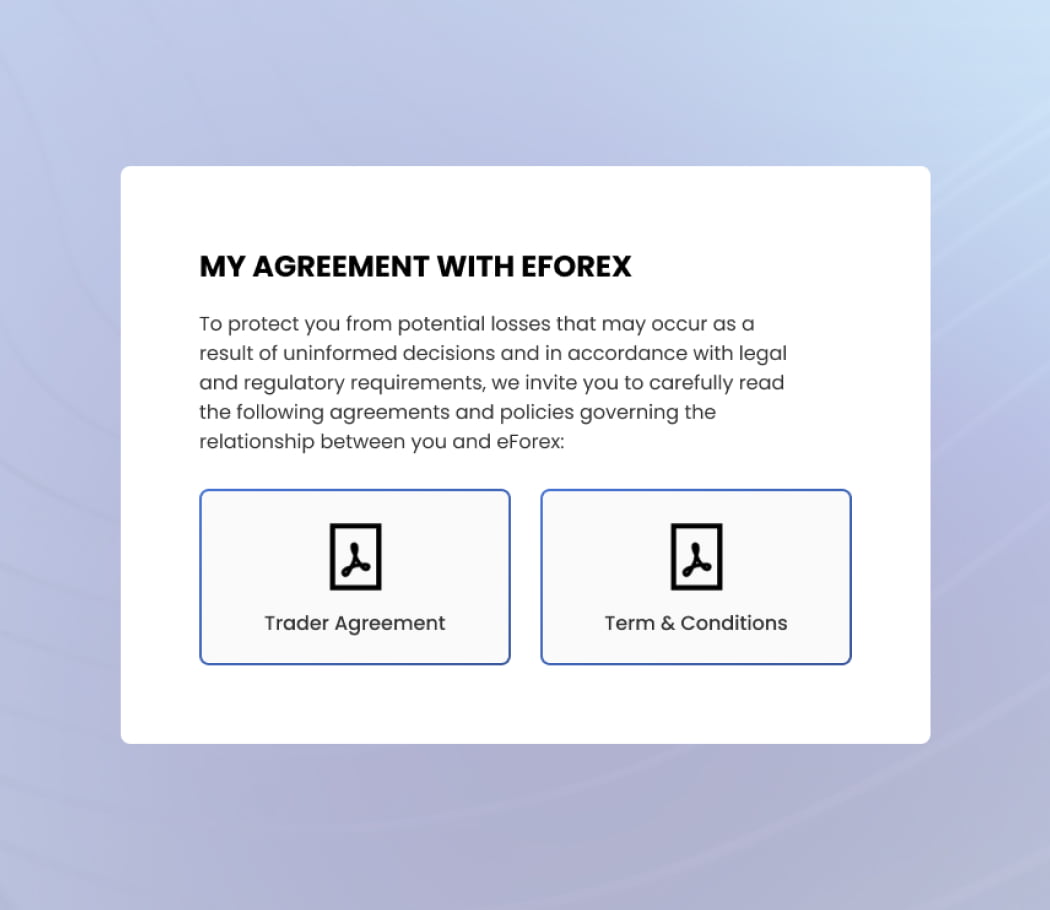 MY AGREEMENT WITH EFOREX
To protect you from potential losses that may occur as a
result of uninformed decisions and in accordance with legal
and regulatory requirements, we invite you to carefully read
the following agreements and policies governing the
relationship between you and eForex:
Trader Agreement
Term & Conditions